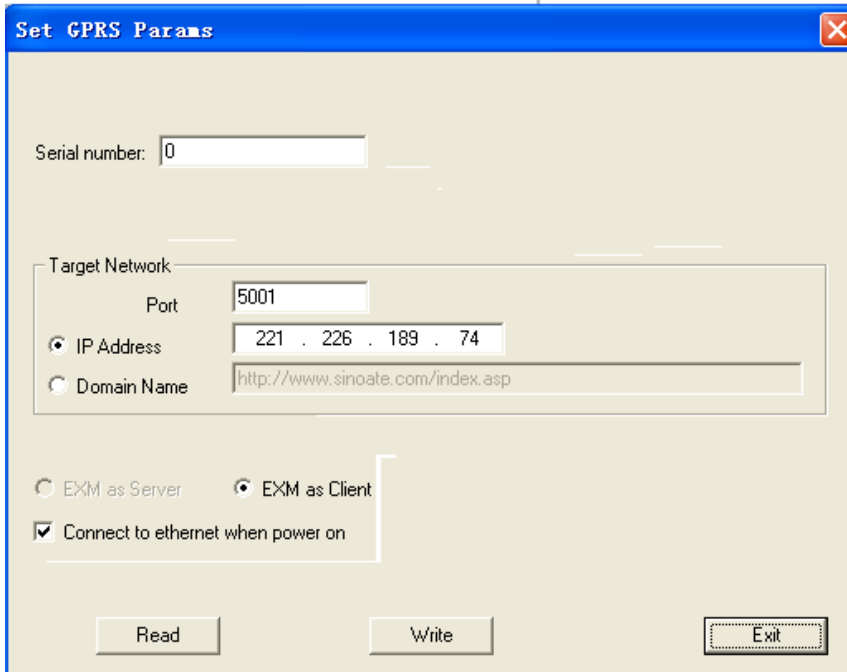 Set GPRS Params
Serial number: 0
Target Network
Port 5001
IP Address 221 . 226 . 189 . 74
Domain Name http://www.sinoate.com/index.asp
EXM as Server EXM as Client
Connect to ethernet when power on
Read Write Exit